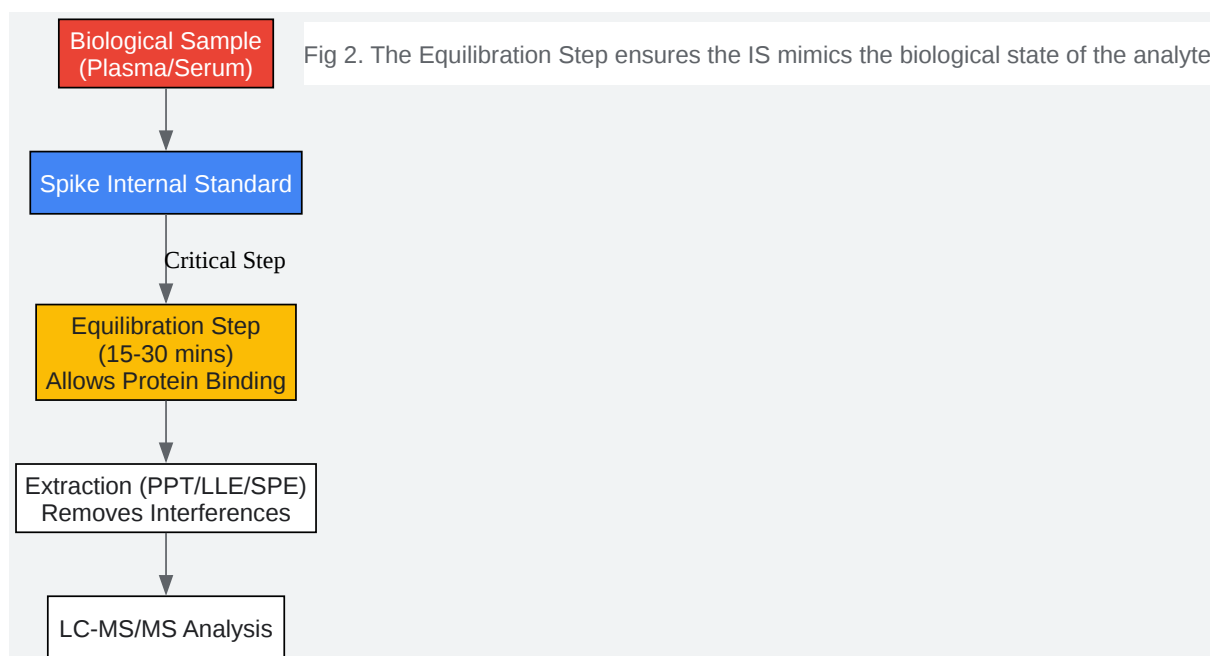 Biological Sample
(Plasma/Serum)
Fig 2. The Equilibration Step ensures the IS mimics the biological state of the analyte
Spike Internal Standard
Critical Step
Equilibration Step
(15-30 mins)
Allows Protein Binding
Extraction (PPT/LLE/SPE)
Removes Interferences
LC-MS/MS Analysis